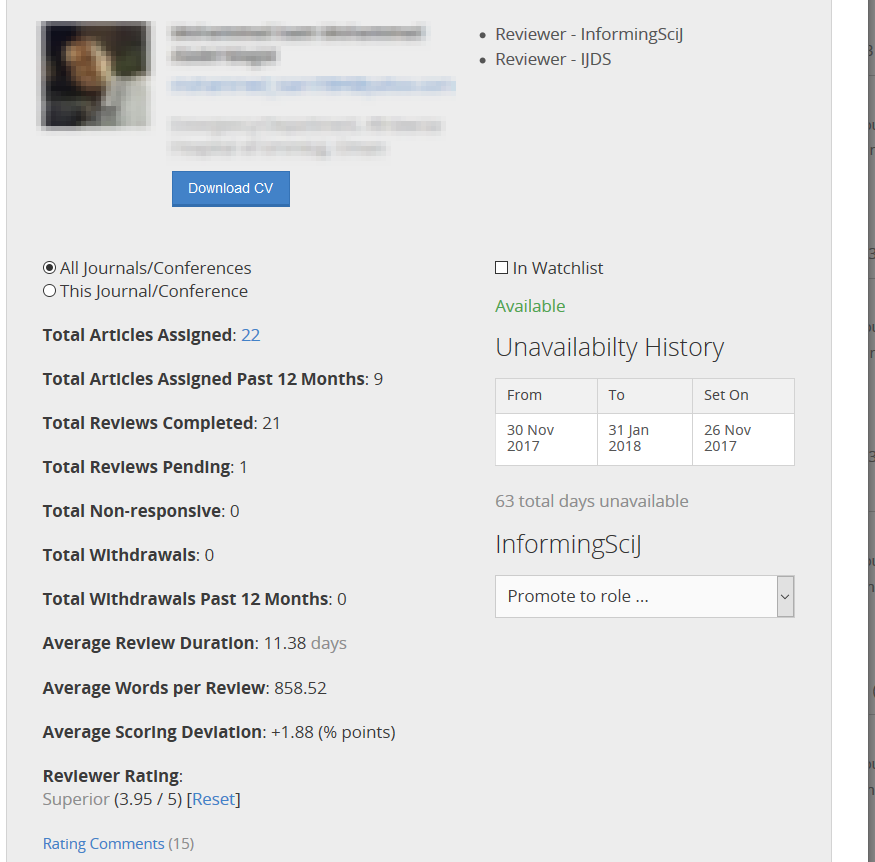 Reviewer - InformingSciJ
Reviewer - IJDS
Download CV
All Journals/Conferences
This Journal/Conference
Total Articles Assigned: 22
Total Articles Assigned Past 12 Months: 9
Total Reviews Completed: 21
Total Reviews Pending: 1
Total Non-responsive: 0
Total Withdrawals: 0
Total Withdrawals Past 12 Months: 0
Average Review Duration: 11.38 days
Average Words per Review: 858.52
Average Scoring Deviation: +1.88 (% points)
Reviewer Rating:
Superior (3.95 / 5) [Reset]
Rating Comments (15)
In Watchlist
Available
Unavailabilty History
From To Set On
30 Nov 31 Jan 26 Nov
2017 2018 2017
63 total days unavailable
InformingSciJ
Promote to role ...